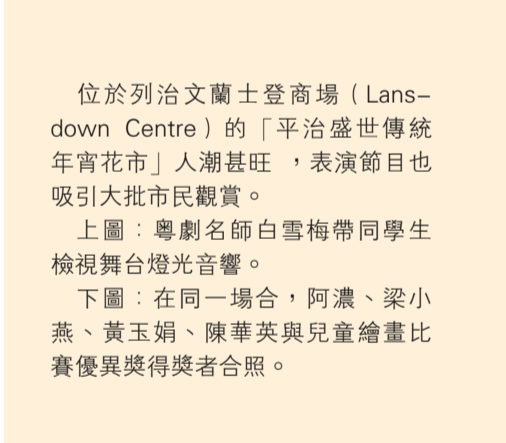 位於列治文蘭士登商場（Lans–
down Centre）的「平治盛世傳統
年宵花市」人潮甚旺 ，表演節目也
吸引大批市民觀賞。
上圖：粵劇名師白雪梅帶同學生
檢視舞台燈光音響。
下圖：在同一場合，阿濃、梁小
燕、黃玉娟、陳華英與兒童繪畫比
賽優異獎得獎者合照。